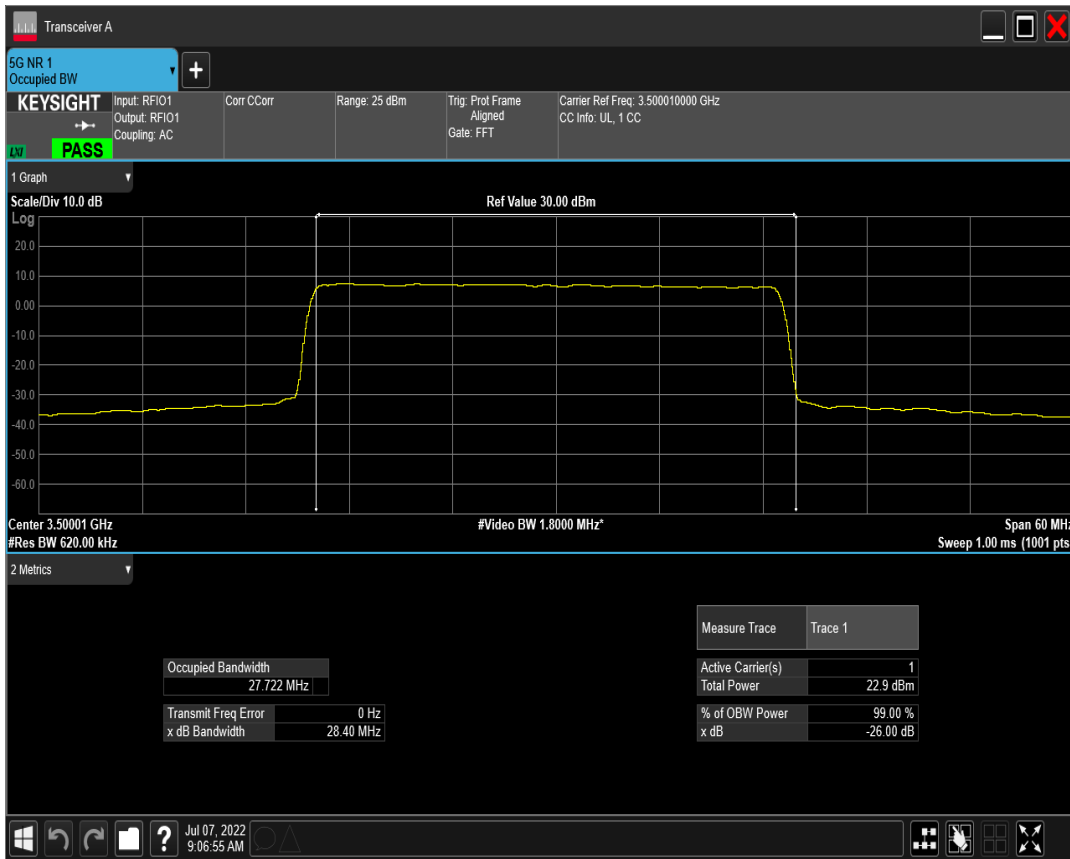 Transceiver A
5G NR 1
Occupied BW
KEYSIGHT
LXI
PASS
Input: RFIO1
Output: RFIO1
Coupling: AC
Corr CCorr
Range: 25 dBm
Trig: Prot Frame
Aligned
Gate: FFT
Carrier Ref Freq: 3.500010000 GHz
CC Info: UL, 1 CC
1 Graph
Scale/Div 10.0 dB
Ref Value 30.00 dBm
Log
20.0
10.0
0.00
-10.0
-20.0
-30.0
-40.0
-50.0
-60.0
Center 3.50001 GHz
#Video BW 1.8000 MHz*
Span 60 MHz
#Res BW 620.00 kHz
Sweep 1.00 ms (1001 pts
2 Metrics
Measure Trace Trace 1
Occupied Bandwidth
27.722 MHz
Active Carrier(s) 1
Total Power 22.9 dBm
Transmit Freq Error 0 Hz
x dB Bandwidth 28.40 MHz
% of OBW Power 99.00 %
x dB -26.00 dB
?
Jul 07, 2022
9:06:55 AM